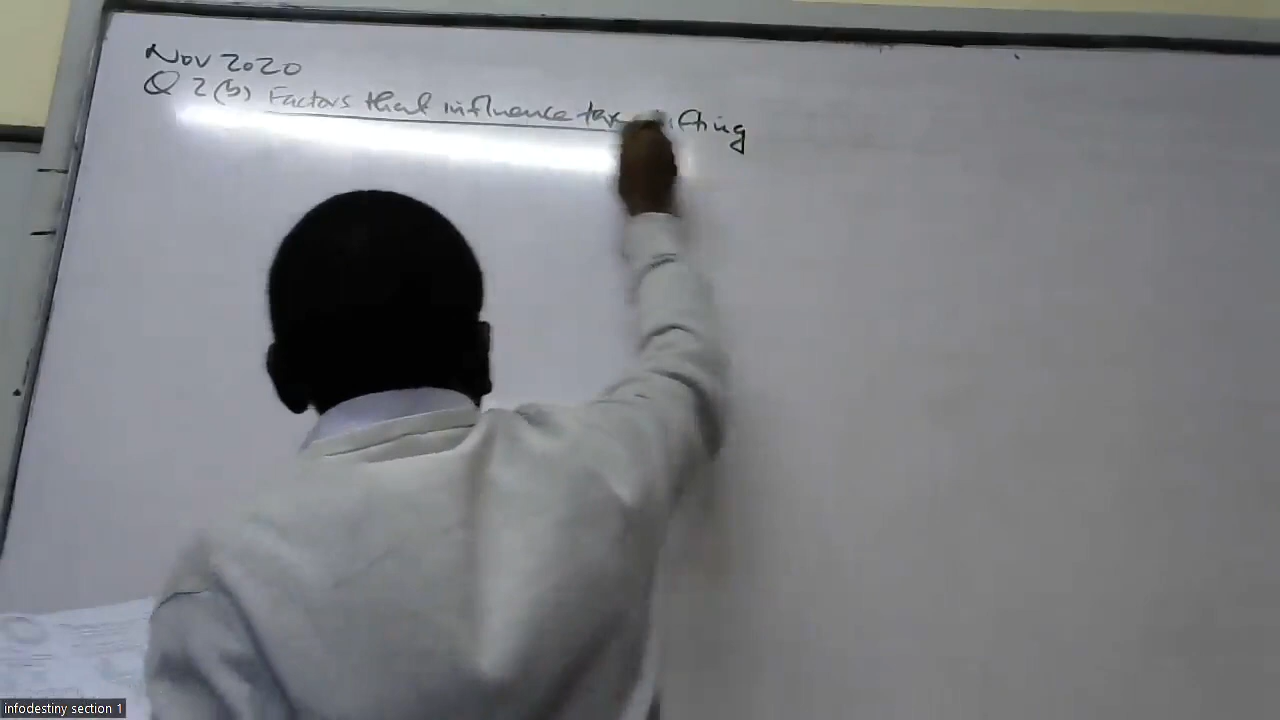 Nov 2020
Q 2(b) Factors that influence tax shifting
infodestiny section 1